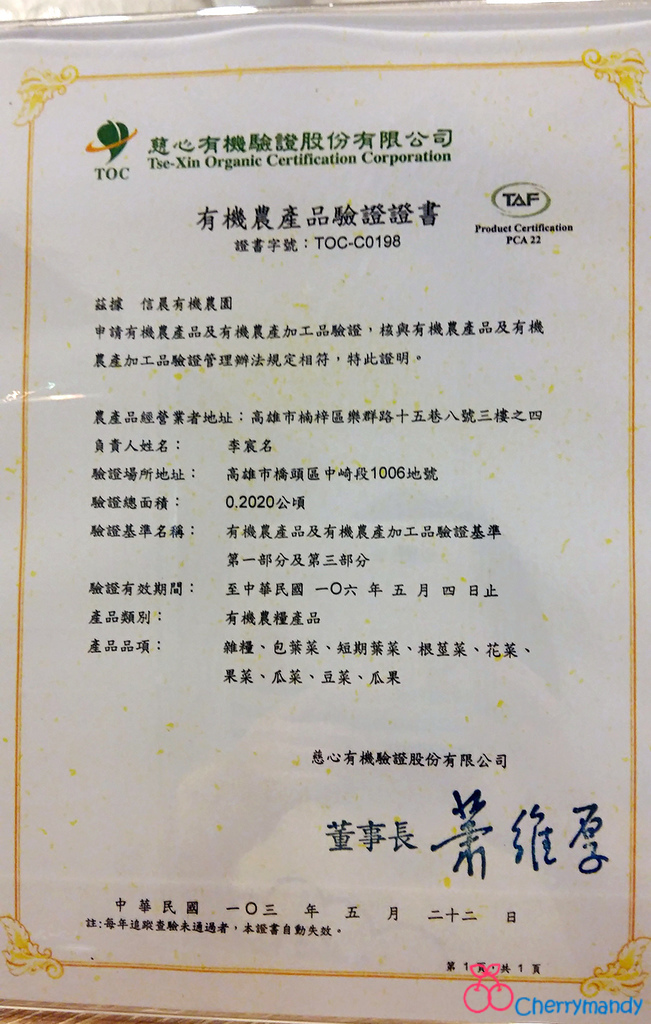 慈心有機驗證股份有限公司
Tse-Xin Organic Certification Corporation
TOC
有機農產品驗證證書
證書字號：TOC-C0198
TAF
Product Certification
PCA 22
茲據 信晨有機農園
申請有機農產品及有機農產加工品驗證，核與有機農產品及有機
農產加工品驗證管理辦法規定相符，特此證明。
農產品經營業者地址：高雄市楠梓區樂群路十五巷八號三樓之四
負責人姓名： 李宸名
驗證場所地址： 高雄市橋頭區中崎段1006地號
驗證總面積： 0.2020公頃
驗證基準名稱： 有機農產品及有機農產加工品驗證基準
第一部分及第三部分
驗證有效期間： 至中華民國 一〇六 年 五 月 四 日止
產品類別： 有機農糧產品
產品品項： 雜糧、包葉菜、短期葉菜、根莖菜、花菜、
果菜、瓜菜、豆菜、瓜果
慈心有機驗證股份有限公司
董事長 蕭維厚
中華民國 一〇三 年 五 月 二十二 日
註:每年追蹤查驗未通過者，本證書自動失效。
第 1 頁，共 1 頁
Cherrymandy